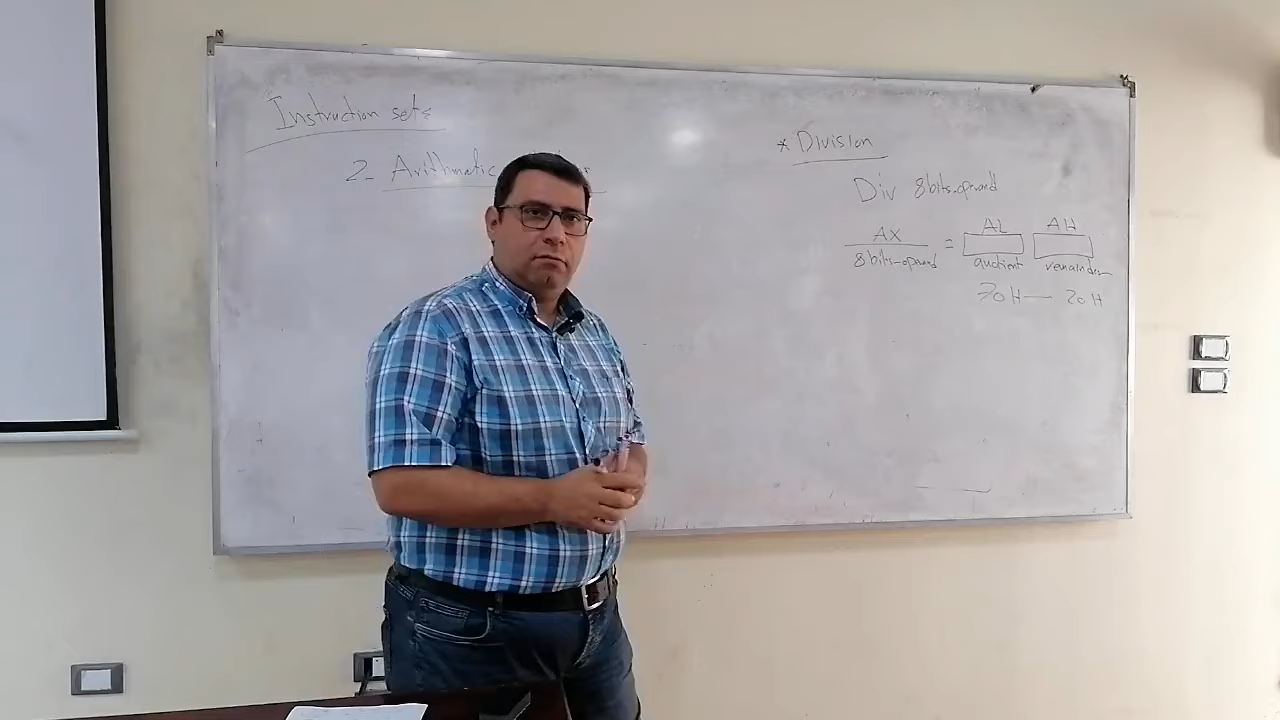 Instruction sets
2- Arithmatic
* Division
Div 8bits-operand
AX
8bits-operand
=
AL AH
quotient remainder
70H — 20H